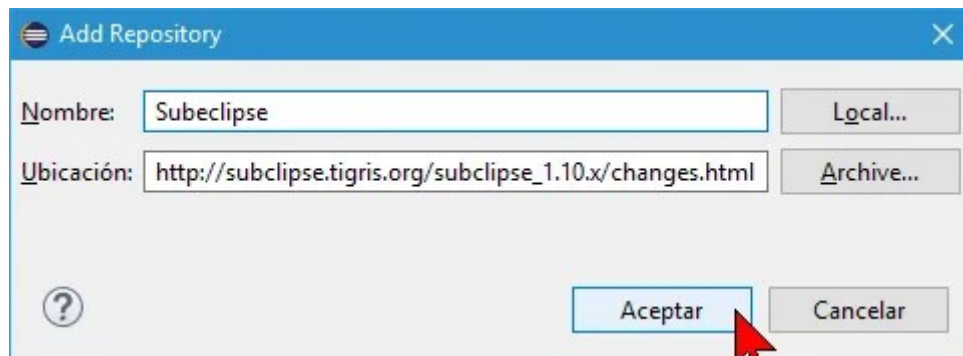 Add Repository
Nombre: Subeclipse Local...
Ubicación: http://subclipse.tigris.org/subclipse_1.10.x/changes.html Archive...
? Aceptar Cancelar